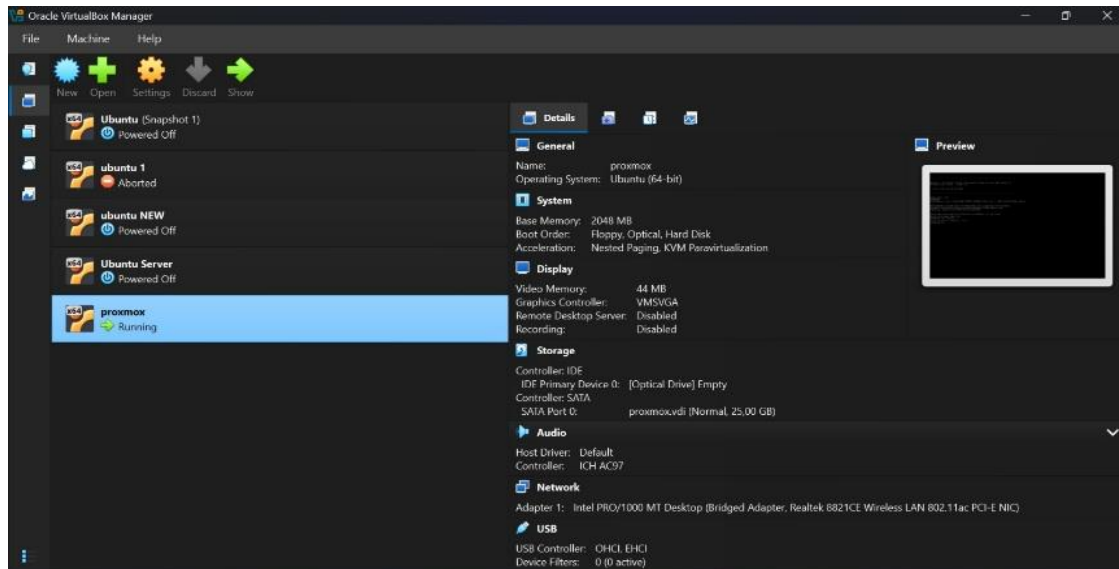 Oracle VirtualBox Manager
File Machine Help
New Open Settings Discard Show
x64 Ubuntu (Snapshot 1)
Powered Off
x64 ubuntu 1
Aborted
x64 ubuntu NEW
Powered Off
x64 Ubuntu Server
Powered Off
x64 proxmox
Running
Details
General
Name: proxmox
Operating System: Ubuntu (64-bit)
System
Base Memory: 2048 MB
Boot Order: Floppy, Optical, Hard Disk
Acceleration: Nested Paging, KVM Paravirtualization
Display
Video Memory: 44 MB
Graphics Controller: VMSVGA
Remote Desktop Server: Disabled
Recording: Disabled
Storage
Controller: IDE
IDE Primary Device 0: [Optical Drive] Empty
Controller: SATA
SATA Port 0: proxmox.vdi (Normal, 25,00 GB)
Audio
Host Driver: Default
Controller: ICH AC97
Network
Adapter 1: Intel PRO/1000 MT Desktop (Bridged Adapter, Realtek 8821CE Wireless LAN 802.11ac PCI-E NIC)
USB
USB Controller: OHCI, EHCI
Device Filters: 0 (0 active)
Preview